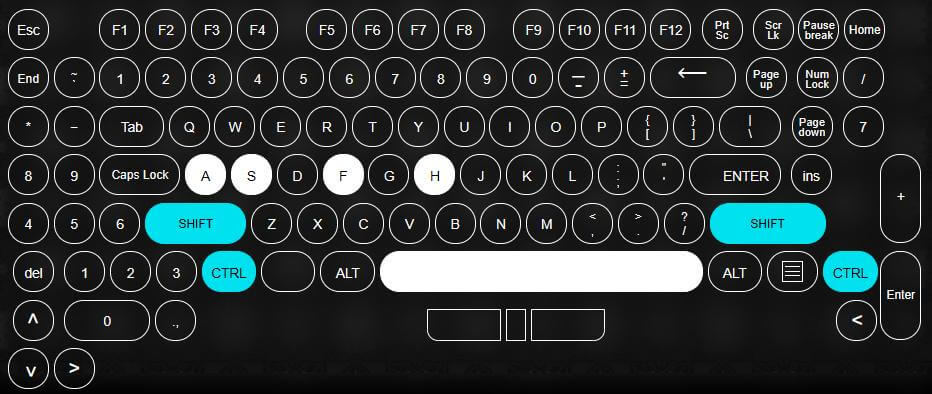 Esc F1 F2 F3 F4 F5 F6 F7 F8 F9 F10 F11 F12 Prt Sc Scr Lk Pause break Home
End ~ ` 1 2 3 4 5 6 7 8 9 0 — - + = ⟵ Page up Num Lock /
* – Tab Q W E R T Y U I O P { [ } ] | \ Page down 7
8 9 Caps Lock A S D F G H J K L : ; " ' ENTER ins +
4 5 6 SHIFT Z X C V B N M < , > . ? / SHIFT
del 1 2 3 CTRL ALT ALT CTRL Enter
^ 0 ., <
v >